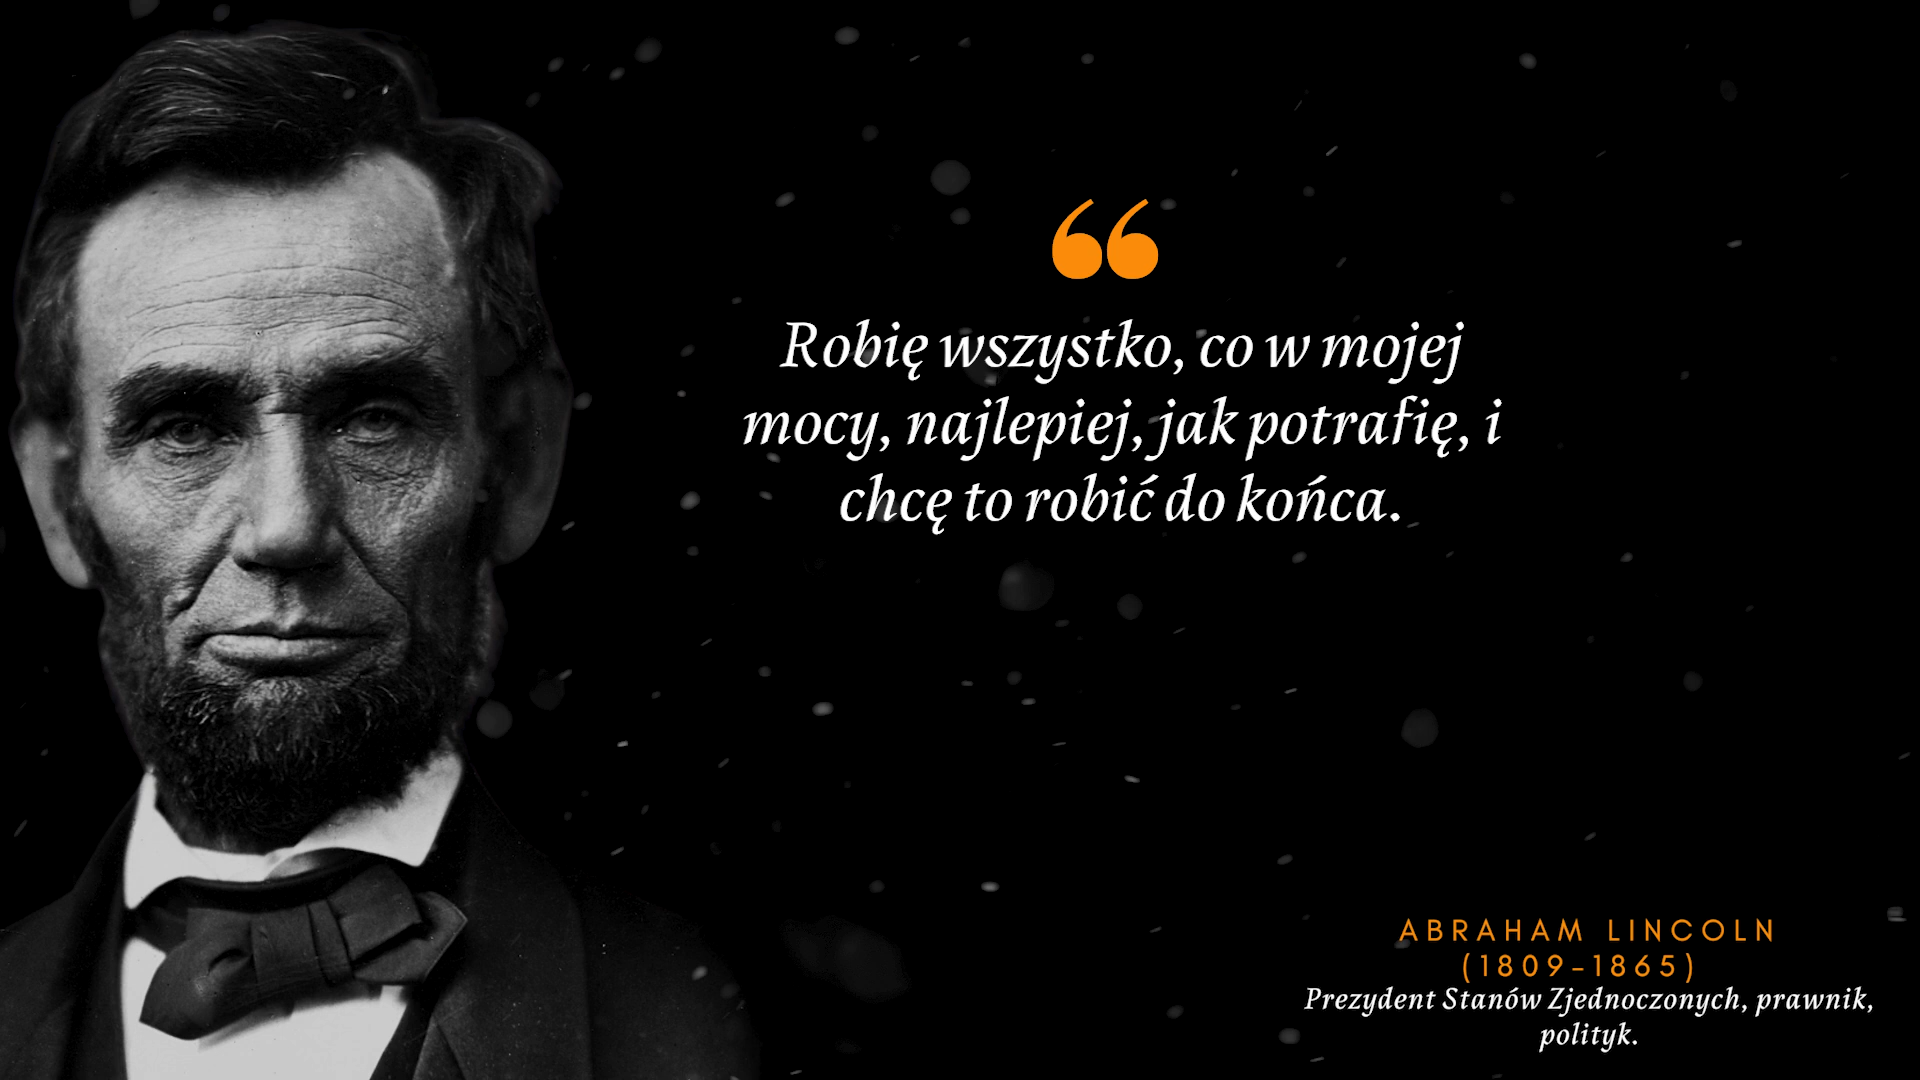 “
Robię wszystko, co w mojej
mocy, najlepiej, jak potrafię, i
chcę to robić do końca.
ABRAHAM LINCOLN
(1809–1865)
Prezydent Stanów Zjednoczonych, prawnik,
polityk.